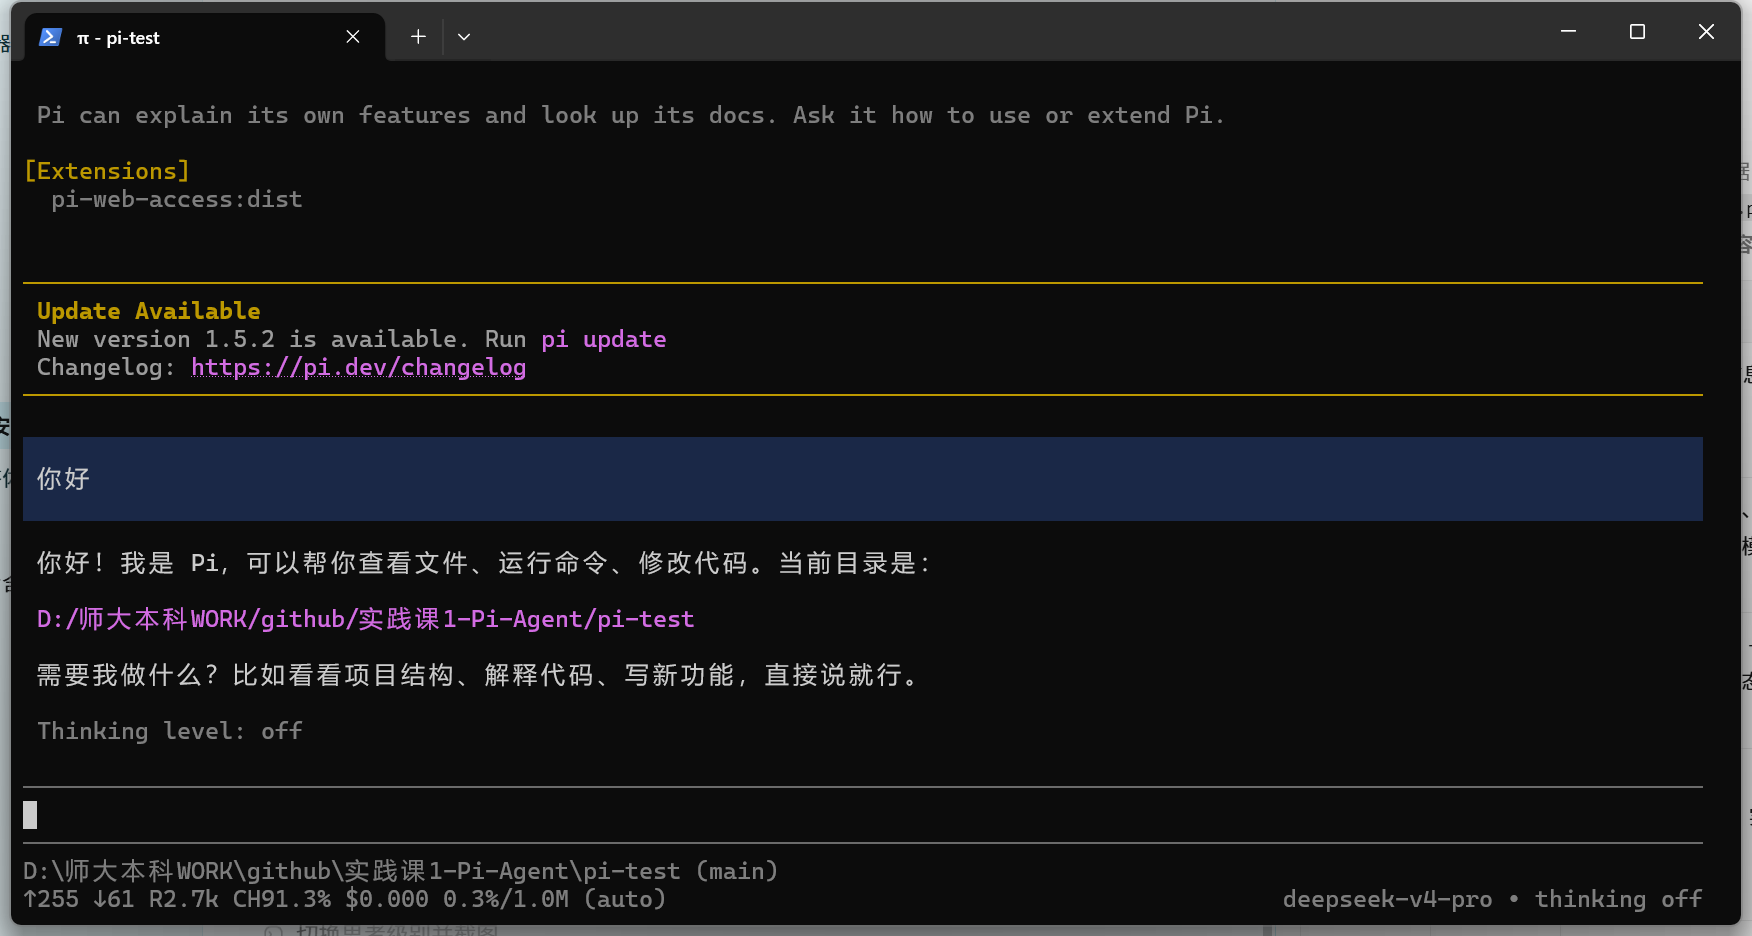 π - pi-test
Pi can explain its own features and look up its docs. Ask it how to use or extend Pi.
[Extensions]
pi-web-access:dist
Update Available
New version 1.5.2 is available. Run pi update
Changelog: https://pi.dev/changelog
你好
你好！我是 Pi，可以帮你查看文件、运行命令、修改代码。当前目录是：
D:/师大本科WORK/github/实践课1-Pi-Agent/pi-test
需要我做什么？比如看看项目结构、解释代码、写新功能，直接说就行。
Thinking level: off
D:\师大本科WORK\github\实践课1-Pi-Agent\pi-test (main)
↑255 ↓61 R2.7k CH91.3% $0.000 0.3%/1.0M (auto)
deepseek-v4-pro • thinking off